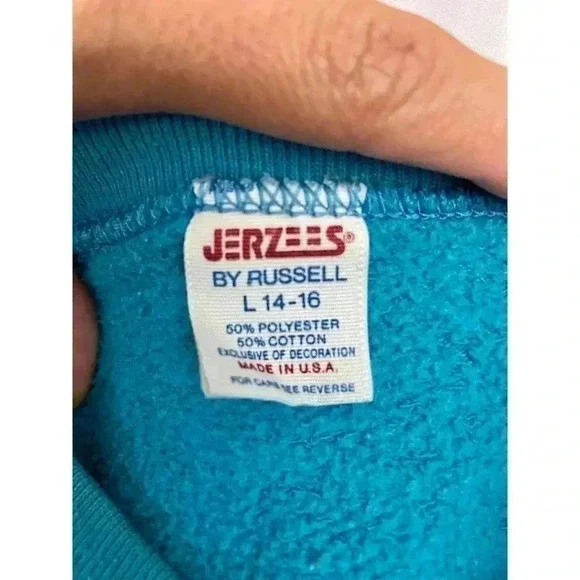 JERZEES®
BY RUSSELL
L 14-16
50% POLYESTER
50% COTTON
EXCLUSIVE OF DECORATION
MADE IN U.S.A.
FOR CARE SEE REVERSE